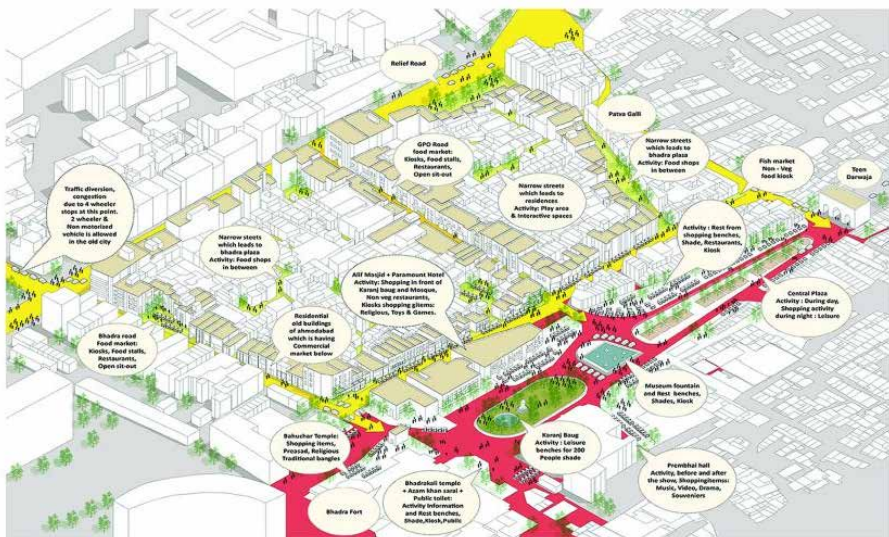 Relief Road
Patva Galli
GPO Road
food market:
Kiosks, Food stalls,
Restaurants,
Open sit-out
Narrow streets
which leads to
bhadra plaza
Activity: Food shops
in between
Fish market
Non - Veg
food kiosk
Teen
Darwaja
Traffic diversion,
congestion
due to 4 wheeler
stops at this point.
2 wheeler &
Non motorized
vehicle is allowed
in the old city
Narrow streets
which leads to
residences
Activity: Play area
& Interactive spaces
Narrow steets
which leads to
bhadra plaza
Activity: Food shops
in between
Activity : Rest from
shopping benches,
Shade, Restaurants,
Kiosk
Alif Masjid + Paramount Hotel
Activity: Shopping in front of
Karanj baug and Mosque,
Non veg restaurants,
Kiosks shopping gitems:
Religious, Toys & Games.
Central Plaza
Activity : During day,
Shopping activity
during night : Leisure
Residential
old buildings
of ahmedabad
which is having
Commercial
market below
Bhadra road
Food market:
Kiosks, Food stalls,
Restaurants,
Open sit-out
Museum fountain
and Rest benches,
Shades, Kiosk
Bahuchar Temple:
Shopping items,
Prasad, Religious
Traditional bangles
Karanj Baug
Activity : Leisure
benches for 200
People shade
Prembhai hall
Activity, before and after
the show, Shoppingitems:
Music, Video, Drama,
Souveniers
Bhadrakali temple
+ Azam khan sarai +
Public toilet:
Activity Information
and Rest benches,
Shade,Kiosk,Public
Bhadra Fort